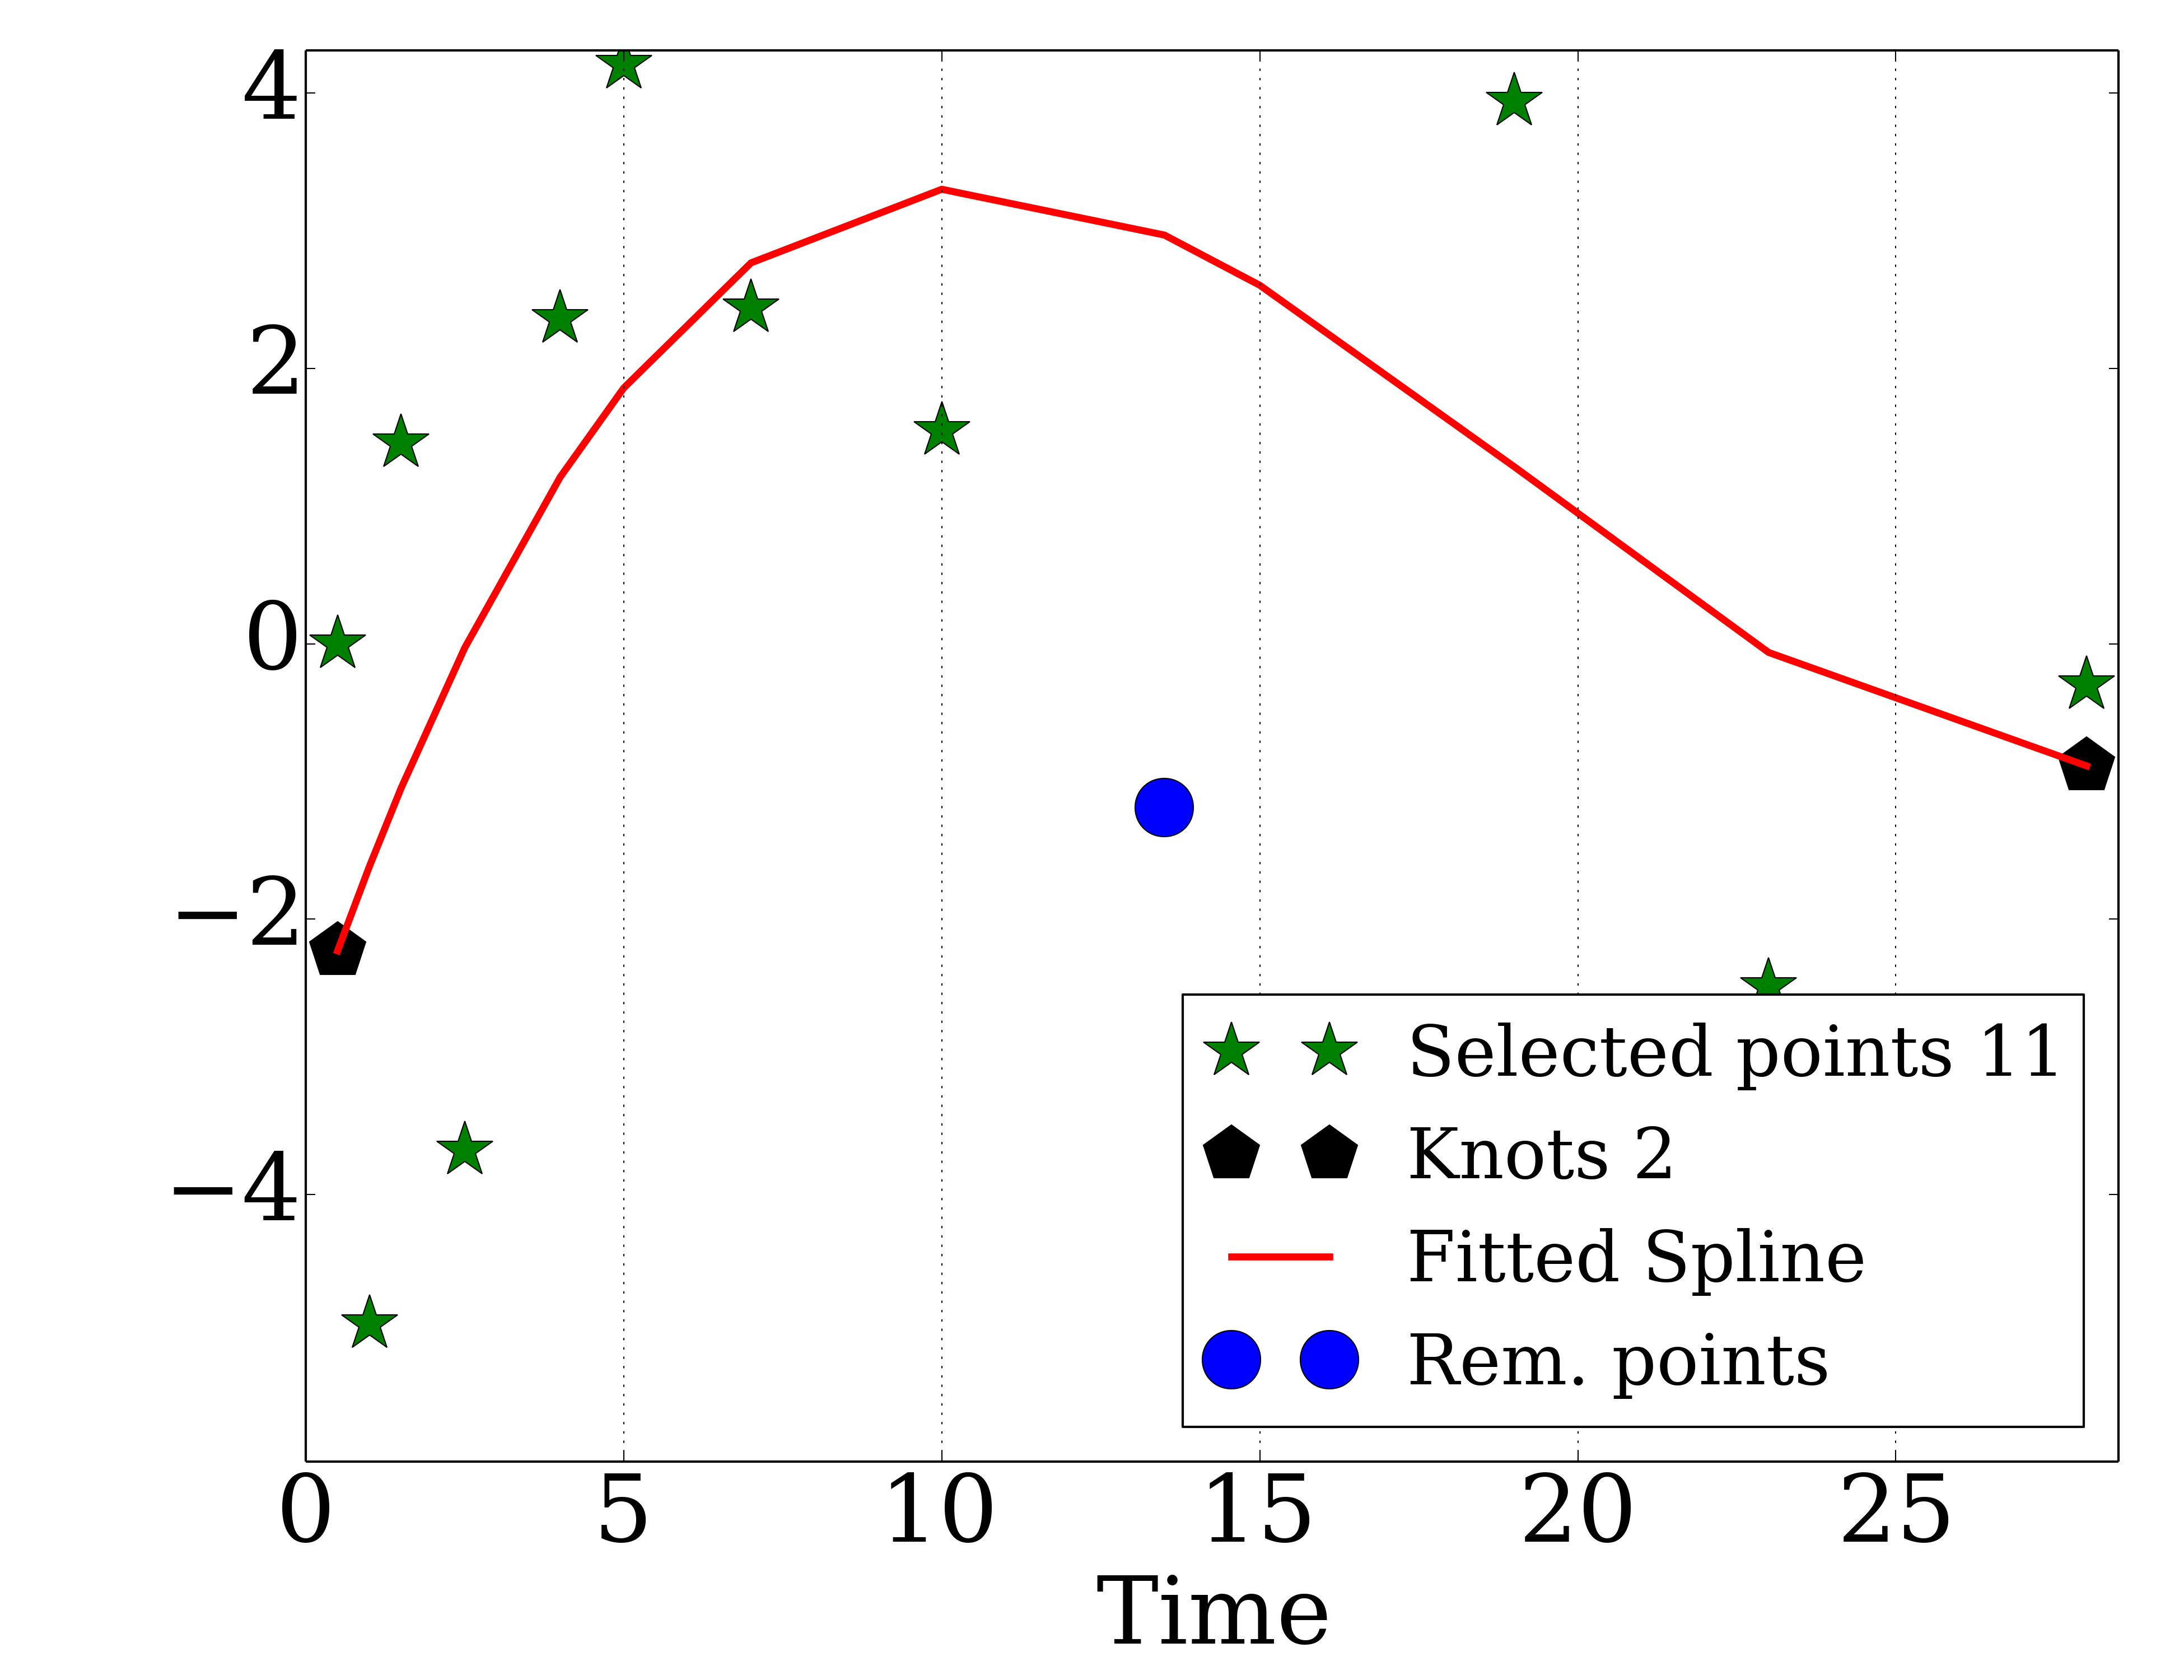 4
2
0
−2
−4
Selected points 11
Knots 2
Fitted Spline
Rem. points
0 5 10 15 20 25
Time